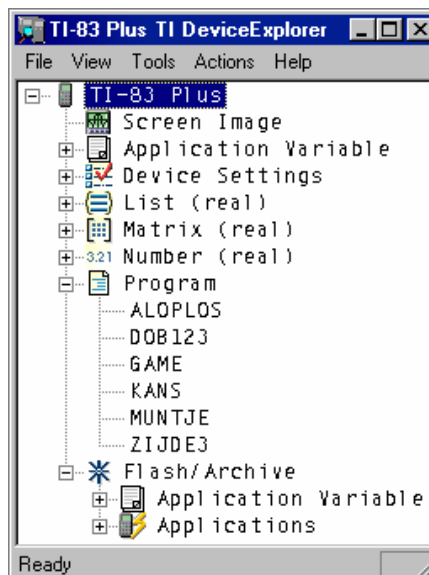 TI-83 Plus TI DeviceExplorer
File View Tools Actions Help
TI-83 Plus
Screen Image
Application Variable
Device Settings
List (real)
Matrix (real)
3.21 Number (real)
Program
ALOPLOS
DOB123
GAME
KANS
MUNTJE
ZIJDE3
Flash/Archive
Application Variable
Applications
Ready